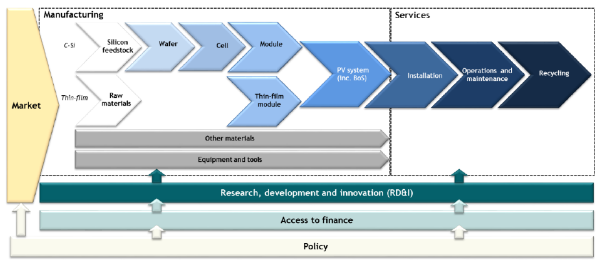 Manufacturing
Services
Market
C-Si
Silicon
feedstock
Wafer
Cell
Module
PV system
(inc. BoS)
Installation
Operations and
maintenance
Recycling
Thin-film
Raw
materials
Thin-film
module
Other materials
Equipment and tools
Research, development and innovation (RD&I)
Access to finance
Policy